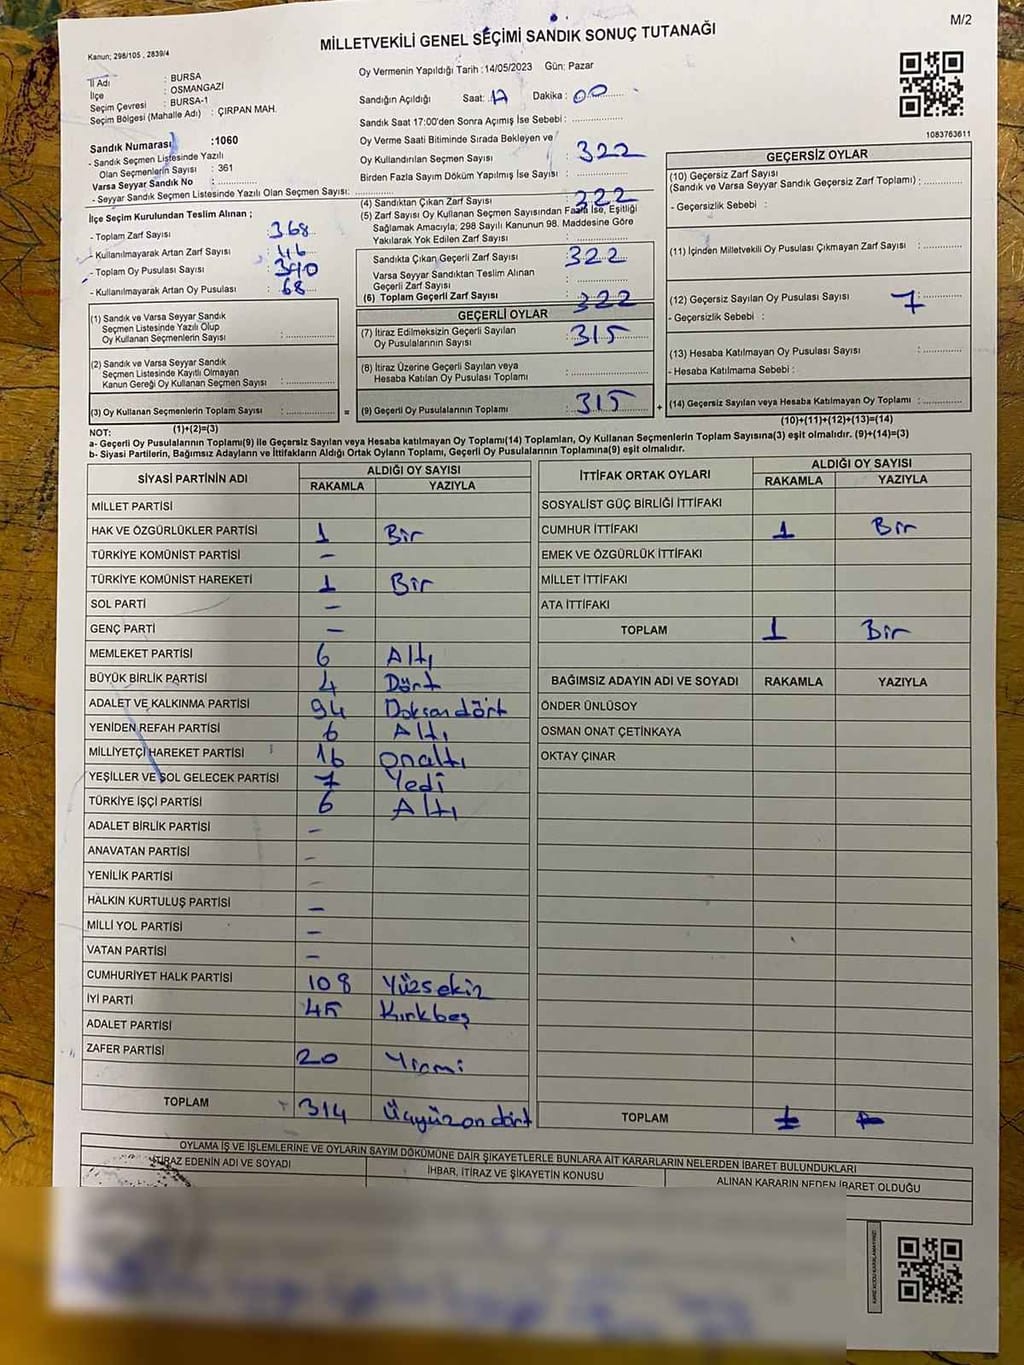 M/2
MİLLETVEKİLİ GENEL SEÇİMİ SANDIK SONUÇ TUTANAĞI
Kanun; 298/105 , 2839/4
İl Adı : BURSA
İlçe : OSMANGAZİ
Seçim Çevresi : BURSA-1
Seçim Bölgesi (Mahalle Adı) : ÇIRPAN MAH.
Oy Vermenin Yapıldığı Tarih :14/05/2023 Gün: Pazar
Sandığın Açıldığı Saat: 17 Dakika: 00
Sandık Saat 17:00'den Sonra Açımış İse Sebebi :
1083763611
Sandık Numarası :1060
- Sandık Seçmen Listesinde Yazılı
Olan Seçmenlerin Sayısı : 361
Varsa Seyyar Sandık No :
- Seyyar Sandık Seçmen Listesinde Yazılı Olan Seçmen Sayısı:
Oy Verme Saati Bitiminde Sırada Bekleyen ve
Oy Kullandırılan Seçmen Sayısı : 322
Birden Fazla Sayım Döküm Yapılmış İse Sayısı :
(4) Sandıktan Çıkan Zarf Sayısı : 322
(5) Zarf Sayısı Oy Kullanan Seçmen Sayısından Fazla İse, Eşitliği
Sağlamak Amacıyla; 298 Sayılı Kanunun 98. Maddesine Göre
Yakılarak Yok Edilen Zarf Sayısı :
İlçe Seçim Kurulundan Teslim Alınan ;
- Toplam Zarf Sayısı : 368
- Kullanılmayarak Artan Zarf Sayısı : 46
- Toplam Oy Pusulası Sayısı : 390
- Kullanılmayarak Artan Oy Pusulası : 68
Sandıkta Çıkan Geçerli Zarf Sayısı : 322
Varsa Seyyar Sandıktan Teslim Alınan
Geçerli Zarf Sayısı :
(6) Toplam Geçerli Zarf Sayısı : 322
GEÇERLİ OYLAR
(7) İtiraz Edilmeksizin Geçerli Sayılan
Oy Pusulalarının Sayısı : 315
(8) İtiraz Üzerine Geçerli Sayılan veya
Hesaba Katılan Oy Pusulası Toplamı :
(9) Geçerli Oy Pusulalarının Toplamı : 315
(1) Sandık ve Varsa Seyyar Sandık
Seçmen Listesinde Yazılı Olup
Oy Kullanan Seçmenlerin Sayısı :
(2) Sandık ve Varsa Seyyar Sandık
Seçmen Listesinde Kayıtlı Olmayan
Kanun Gereği Oy Kullanan Seçmen Sayısı :
(3) Oy Kullanan Seçmenlerin Toplam Sayısı :
=
+
GEÇERSİZ OYLAR
(10) Geçersiz Zarf Sayısı
(Sandık ve Varsa Seyyar Sandık Geçersiz Zarf Toplamı) :
- Geçersizlik Sebebi :
(11) İçinden Milletvekili Oy Pusulası Çıkmayan Zarf Sayısı :
(12) Geçersiz Sayılan Oy Pusulası Sayısı : 7
- Geçersizlik Sebebi :
(13) Hesaba Katılmayan Oy Pusulası Sayısı :
- Hesaba Katılmama Sebebi :
(14) Geçersiz Sayılan veya Hesaba Katılmayan Oy Toplamı :
(1)+(2)=(3)
(10)+(11)+(12)+(13)=(14)
NOT:
a- Geçerli Oy Pusulalarının Toplamı(9) ile Geçersiz Sayılan veya Hesaba katılmayan Oy Toplamı(14) Toplamları, Oy Kullanan Seçmenlerin Toplam Sayısına(3) eşit olmalıdır. (9)+(14)=(3)
b- Siyasi Partilerin, Bağımsız Adayların ve İttifakların Aldığı Ortak Oyların Toplamı, Geçerli Oy Pusulalarının Toplamına(9) eşit olmalıdır.
SİYASİ PARTİNİN ADI ALDIĞI OY SAYISI
RAKAMLA YAZIYLA
MİLLET PARTİSİ
HAK VE ÖZGÜRLÜKLER PARTİSİ 1 Bir
TÜRKİYE KOMÜNİST PARTİSİ –
TÜRKİYE KOMÜNİST HAREKETİ 1 Bir
SOL PARTİ –
GENÇ PARTİ –
MEMLEKET PARTİSİ 6 Altı
BÜYÜK BİRLİK PARTİSİ 4 Dört
ADALET VE KALKINMA PARTİSİ 94 Doksandört
YENİDEN REFAH PARTİSİ 6 Altı
MİLLİYETÇİ HAREKET PARTİSİ 16 onaltı
YEŞİLLER VE SOL GELECEK PARTİSİ 7 Yedi
TÜRKİYE İŞÇİ PARTİSİ 6 Altı
ADALET BİRLİK PARTİSİ –
ANAVATAN PARTİSİ –
YENİLİK PARTİSİ –
HALKIN KURTULUŞ PARTİSİ –
MİLLİ YOL PARTİSİ –
VATAN PARTİSİ –
CUMHURİYET HALK PARTİSİ 108 Yüzsekiz
İYİ PARTİ 45 Kırkbeş
ADALET PARTİSİ
ZAFER PARTİSİ 20 Yirmi
TOPLAM 314 Üçyüzondört
İTTİFAK ORTAK OYLARI ALDIĞI OY SAYISI
RAKAMLA YAZIYLA
SOSYALİST GÜÇ BİRLİĞİ İTTİFAKI
CUMHUR İTTİFAKI 1 Bir
EMEK VE ÖZGÜRLÜK İTTİFAKI
MİLLET İTTİFAKI
ATA İTTİFAKI
TOPLAM 1 Bir
BAĞIMSIZ ADAYIN ADI VE SOYADI RAKAMLA YAZIYLA
ÖNDER ÜNLÜSOY
OSMAN ONAT ÇETİNKAYA
OKTAY ÇINAR
TOPLAM
OYLAMA İŞ VE İŞLEMLERİNE VE OYLARIN SAYIM DÖKÜMÜNE DAİR ŞİKAYETLERLE BUNLARA AİT KARARLARIN NELERDEN İBARET BULUNDUKLARI
İTİRAZ EDENİN ADI VE SOYADI İHBAR, İTİRAZ VE ŞİKAYETİN KONUSU ALINAN KARARIN NEDEN İBARET OLDUĞU
KARE KODU KARALAMAYINIZ!